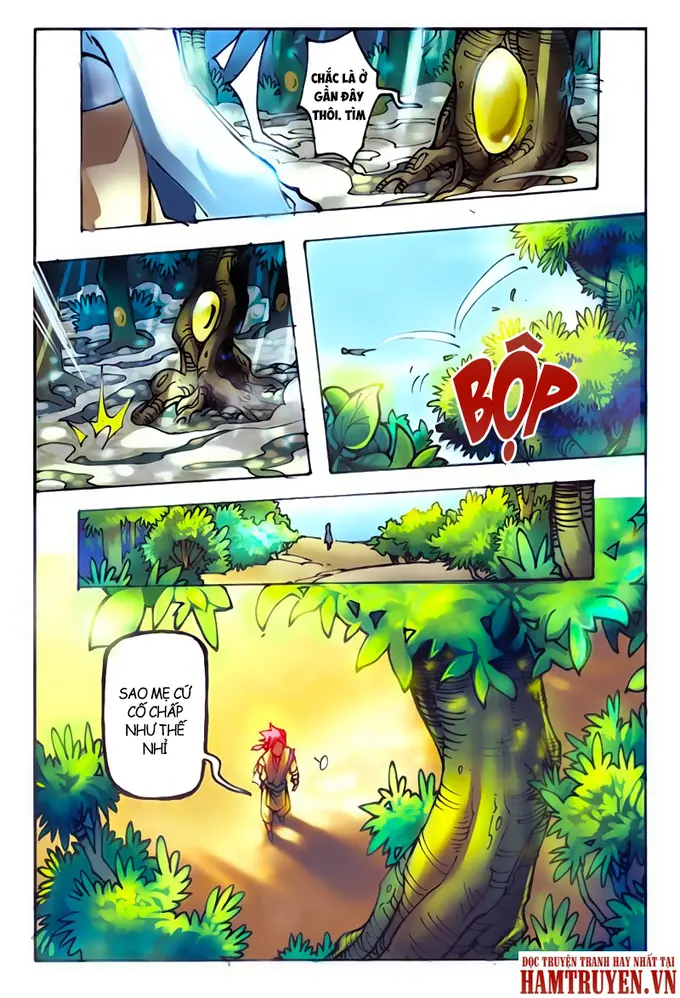 CHẮC LÀ Ở
GẦN ĐÂY
THÔI. TÌM
BỘP
SAO MẸ CỨ
CỐ CHẤP
NHƯ THẾ
NHỈ
ĐỌC TRUYỆN TRANH HAY NHẤT TẠI
HAMTRUYEN.VN